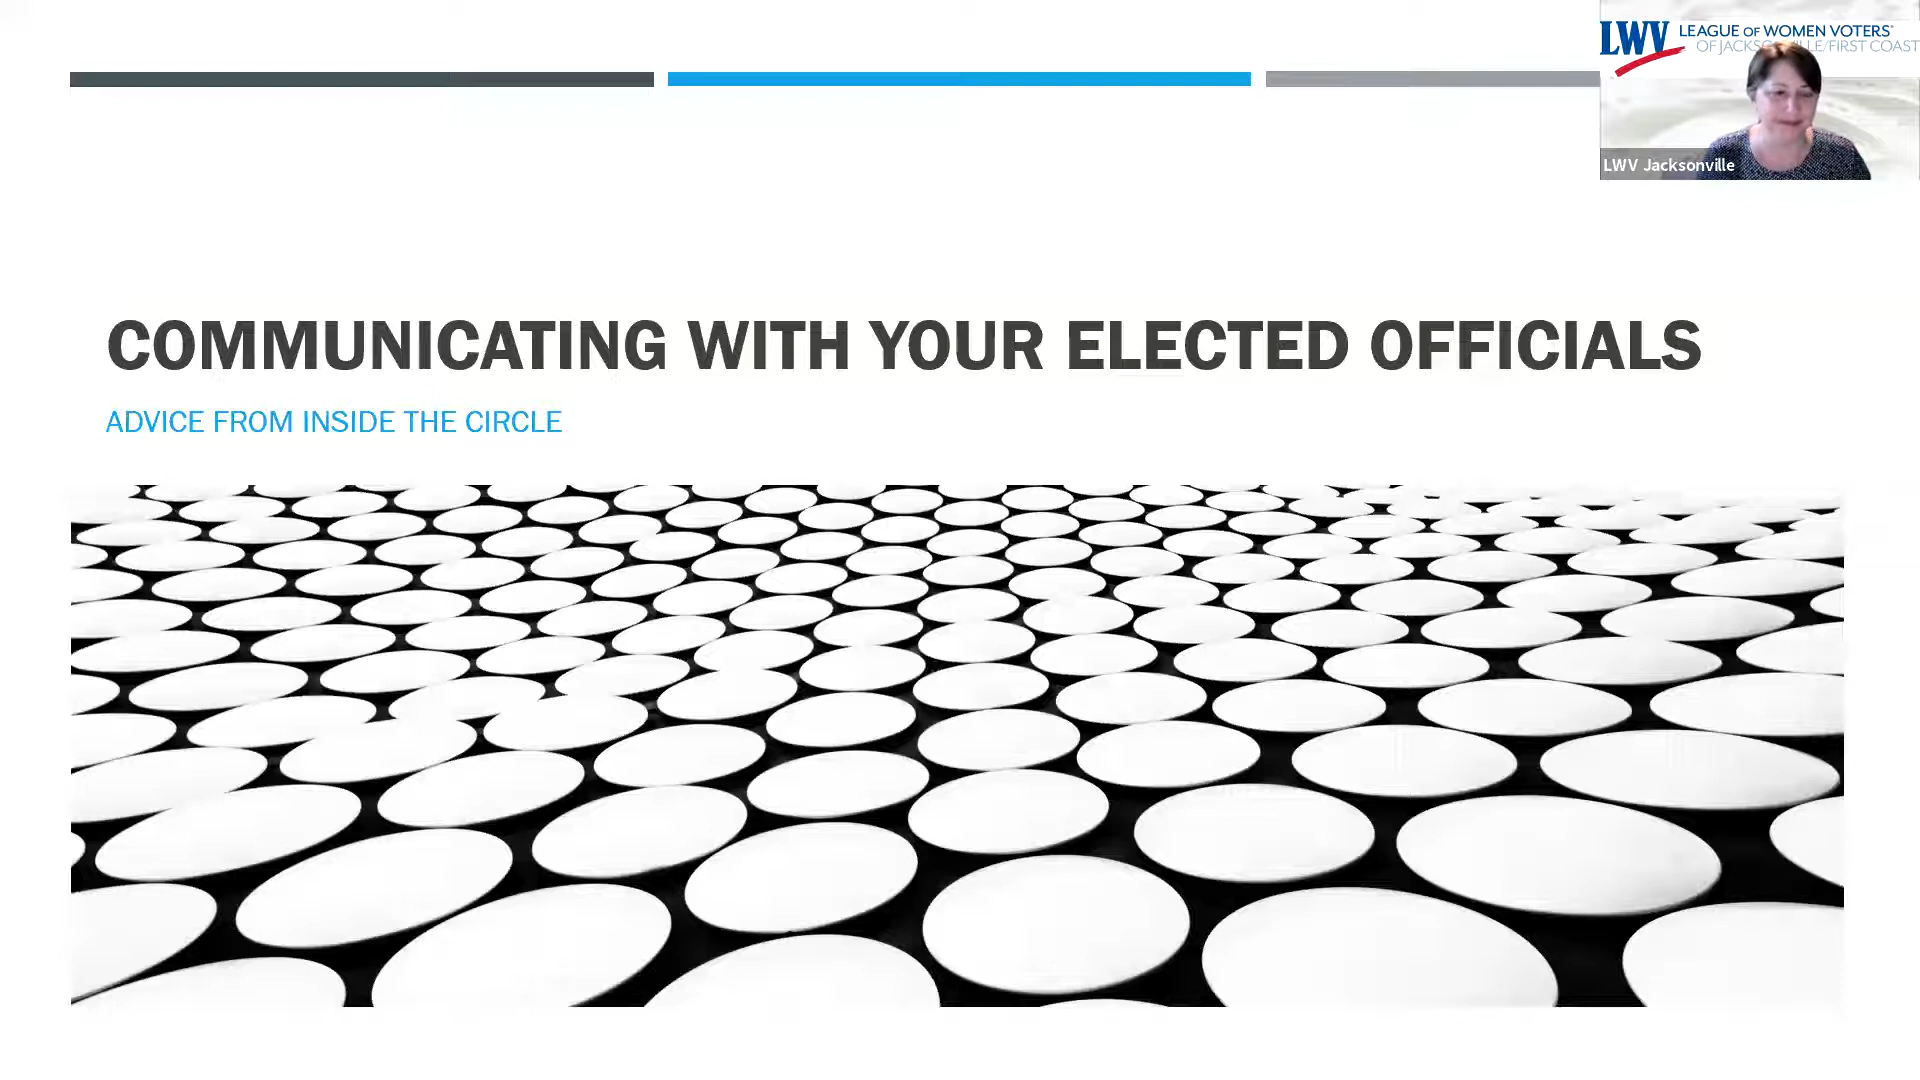 LWV LEAGUE OF WOMEN VOTERS
OF JACKSONVILLE/FIRST COAST
LWV Jacksonville
COMMUNICATING WITH YOUR ELECTED OFFICIALS
ADVICE FROM INSIDE THE CIRCLE